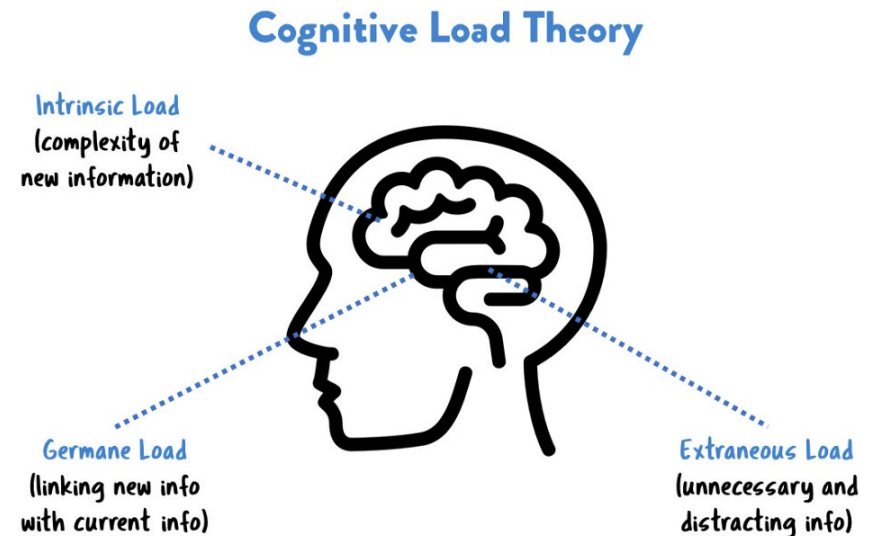 Cognitive Load Theory
Intrinsic Load
(complexity of
new information)
Germane Load
(linking new info
with current info)
Extraneous Load
(unnecessary and
distracting info)